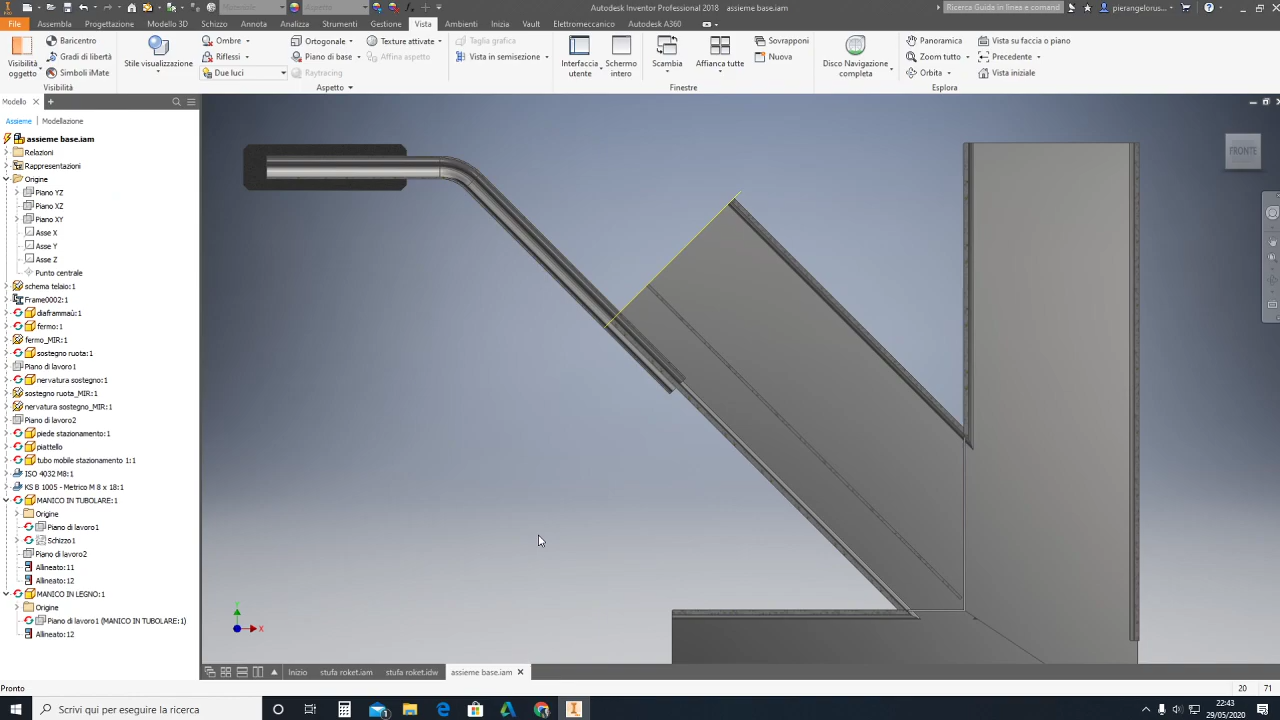 Materiale Aspetto Autodesk Inventor Professional 2018 assieme base.iam Ricerca Guida in linea e comand pierangelorus...
File Assembla Progettazione Modello 3D Schizzo Annota Analizza Strumenti Gestisci Vista Ambienti Inizia Vault Elettromeccanico Autodesk A360
Visibilità oggetto
Baricentro
Gradi di libertà
Simboli iMate
Visibilità
Stile visualizzazione
Ombre
Riflessi
Due luci
Ortogonale
Piano di base
Raytracing
Texture attivate
Affina aspetto
Aspetto
Taglia grafica
Vista in semisezione
Interfaccia utente
Schermo intero
Scambia
Affianca tutte
Sovrapponi
Nuova
Finestre
Disco Navigazione completa
Panoramica
Zoom tutto
Orbita
Vista su faccia o piano
Precedente
Vista iniziale
Esplora
Modello
Assieme Modellazione
assieme base.iam
Relazioni
Rappresentazioni
Origine
Piano YZ
Piano XZ
Piano XY
Asse X
Asse Y
Asse Z
Punto centrale
schema telaio:1
Frame0002:1
diaframmaù:1
fermo:1
fermo_MIR:1
sostegno ruota:1
Piano di lavoro1
nervatura sostegno:1
sostegno ruota_MIR:1
nervatura sostegno_MIR:1
Piano di lavoro2
piede stazionamento:1
piattello
tubo mobile stazionamento 1:1
ISO 4032 M8:1
KS B 1005 - Metrico M 8 x 18:1
MANICO IN TUBOLARE:1
Origine
Piano di lavoro1
Schizzo1
Piano di lavoro2
Allineato:11
Allineato:12
MANICO IN LEGNO:1
Origine
Piano di lavoro1 (MANICO IN TUBOLARE:1)
Allineato:12
FRONTE
X
Inizio stufa roket.iam stufa roket.idw assieme base.iam
Pronto 20 71
Scrivi qui per eseguire la ricerca
22:43
29/05/2020